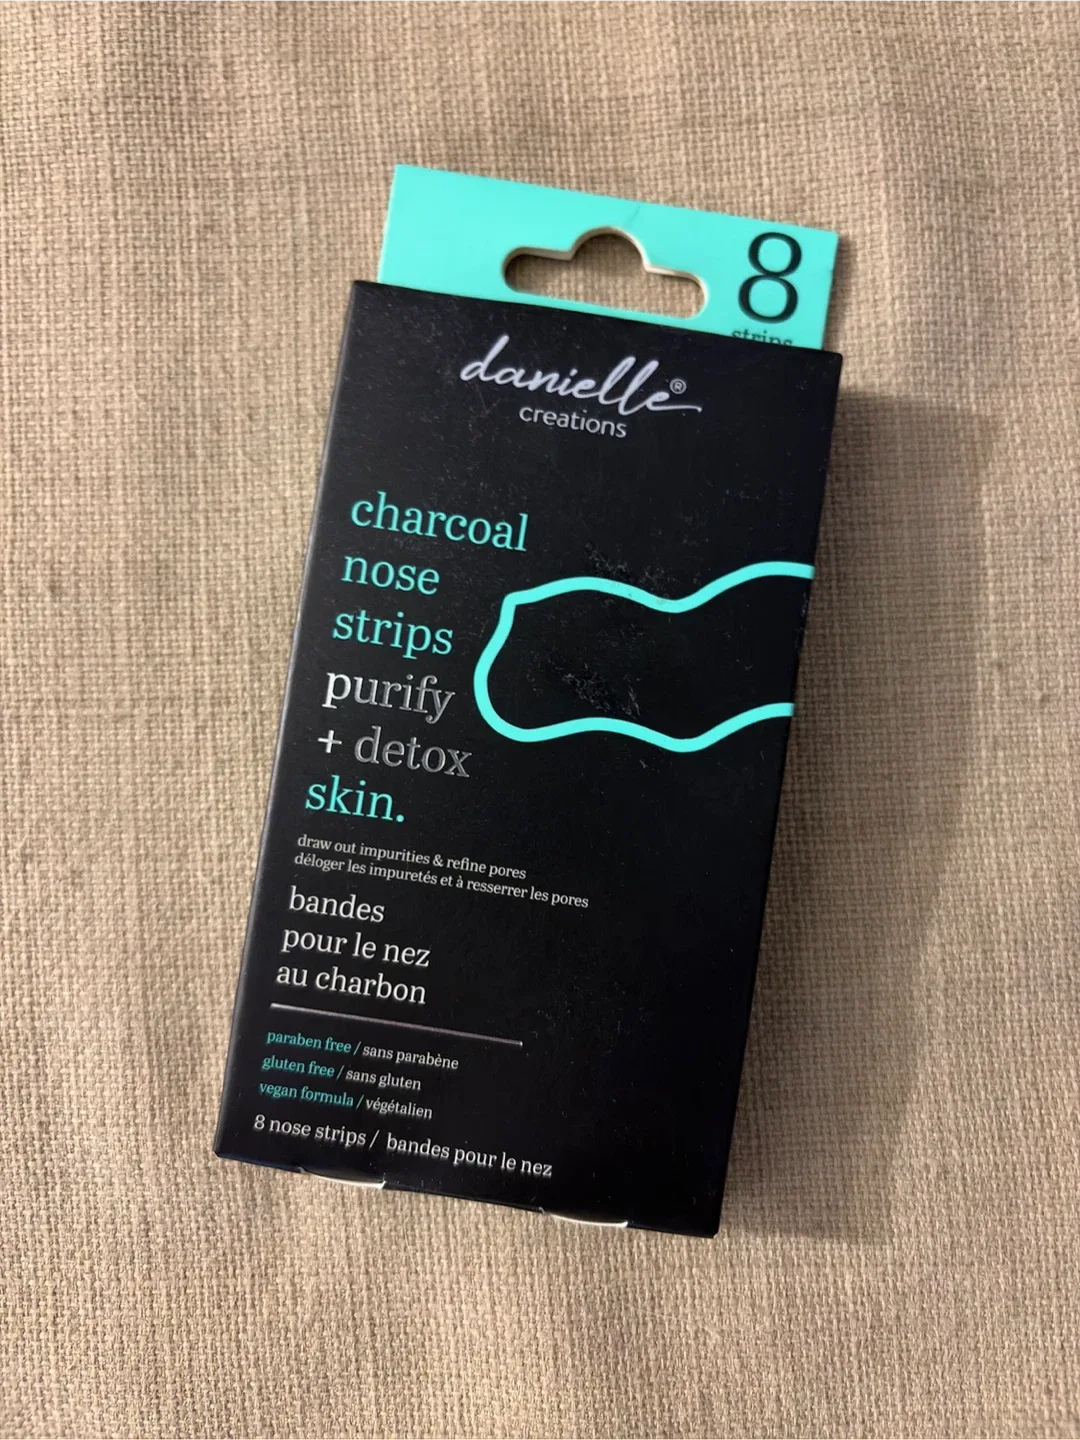 8
strips
danielle®
creations
charcoal
nose
strips
purify
+ detox
skin.
draw out impurities & refine pores
déloger les impuretés et à resserrer les pores
bandes
pour le nez
au charbon
paraben free / sans parabène
gluten free / sans gluten
vegan formula / végétalien
8 nose strips / bandes pour le nez